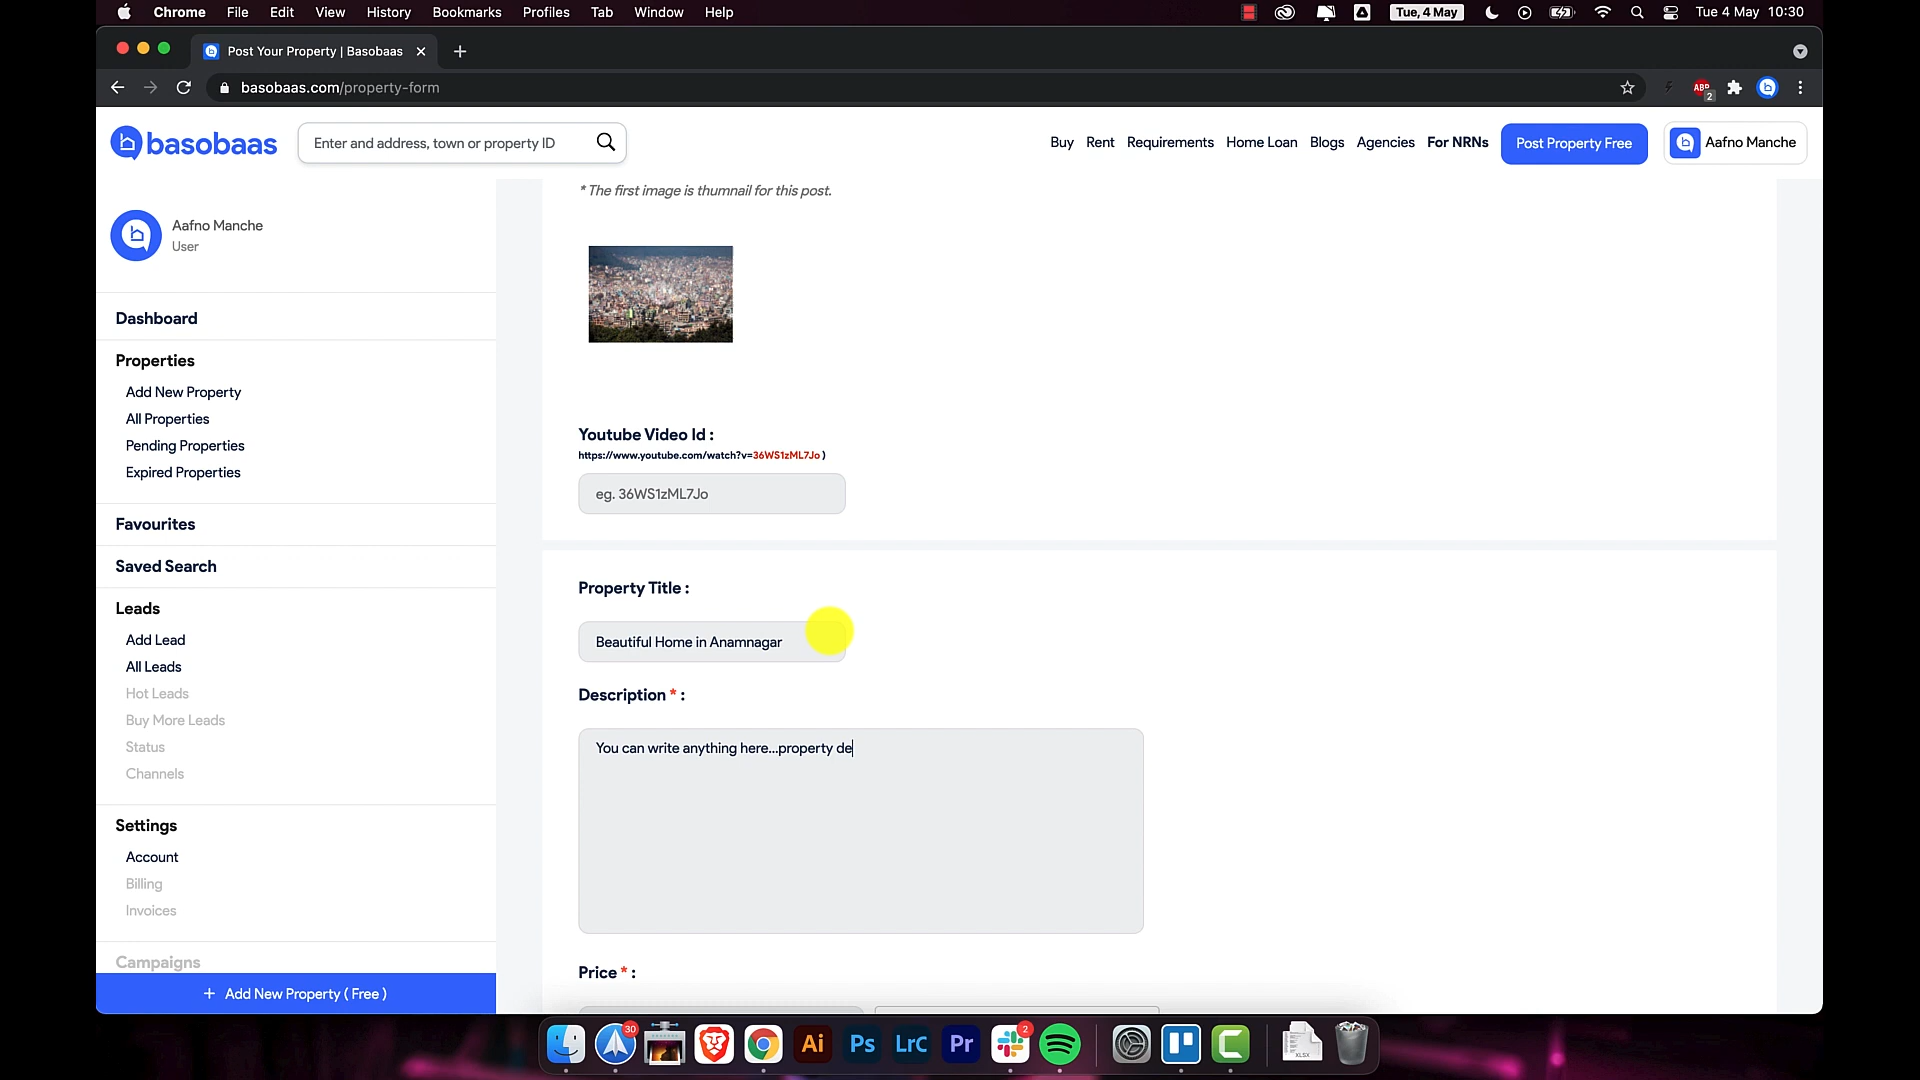 Chrome File Edit View History Bookmarks Profiles Tab Window Help Tue, 4 May Tue 4 May 10:30
Post Your Property | Basobaas
basobaas.com/property-form
ABP 2
basobaas
Enter and address, town or property ID
Buy Rent Requirements Home Loan Blogs Agencies For NRNs Post Property Free Aafno Manche
Aafno Manche
User
Dashboard
Properties
Add New Property
All Properties
Pending Properties
Expired Properties
Favourites
Saved Search
Leads
Add Lead
All Leads
Hot Leads
Buy More Leads
Status
Channels
Settings
Account
Billing
Invoices
Campaigns
+ Add New Property ( Free )
* The first image is thumnail for this post.
Youtube Video Id :
https://www.youtube.com/watch?v=36WS1zML7Jo )
eg. 36WS1zML7Jo
Property Title :
Beautiful Home in Anamnagar
Description * :
You can write anything here...property de
Price * :
30 Ai Ps LrC Pr 2 XLSX